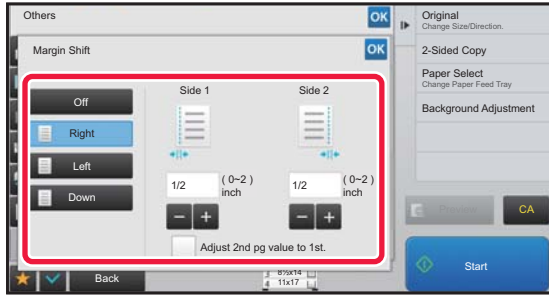 Others
OK
Margin Shift
OK
Off
Right
Left
Down
Side 1
Side 2
1/2
( 0~2 )
inch
1/2
( 0~2 )
inch
Adjust 2nd pg value to 1st.
Back
8½x14
4 11x17
Original
Change Size/Direction.
2-Sided Copy
Paper Select
Change Paper Feed Tray
Background Adjustment
Preview
CA
Start